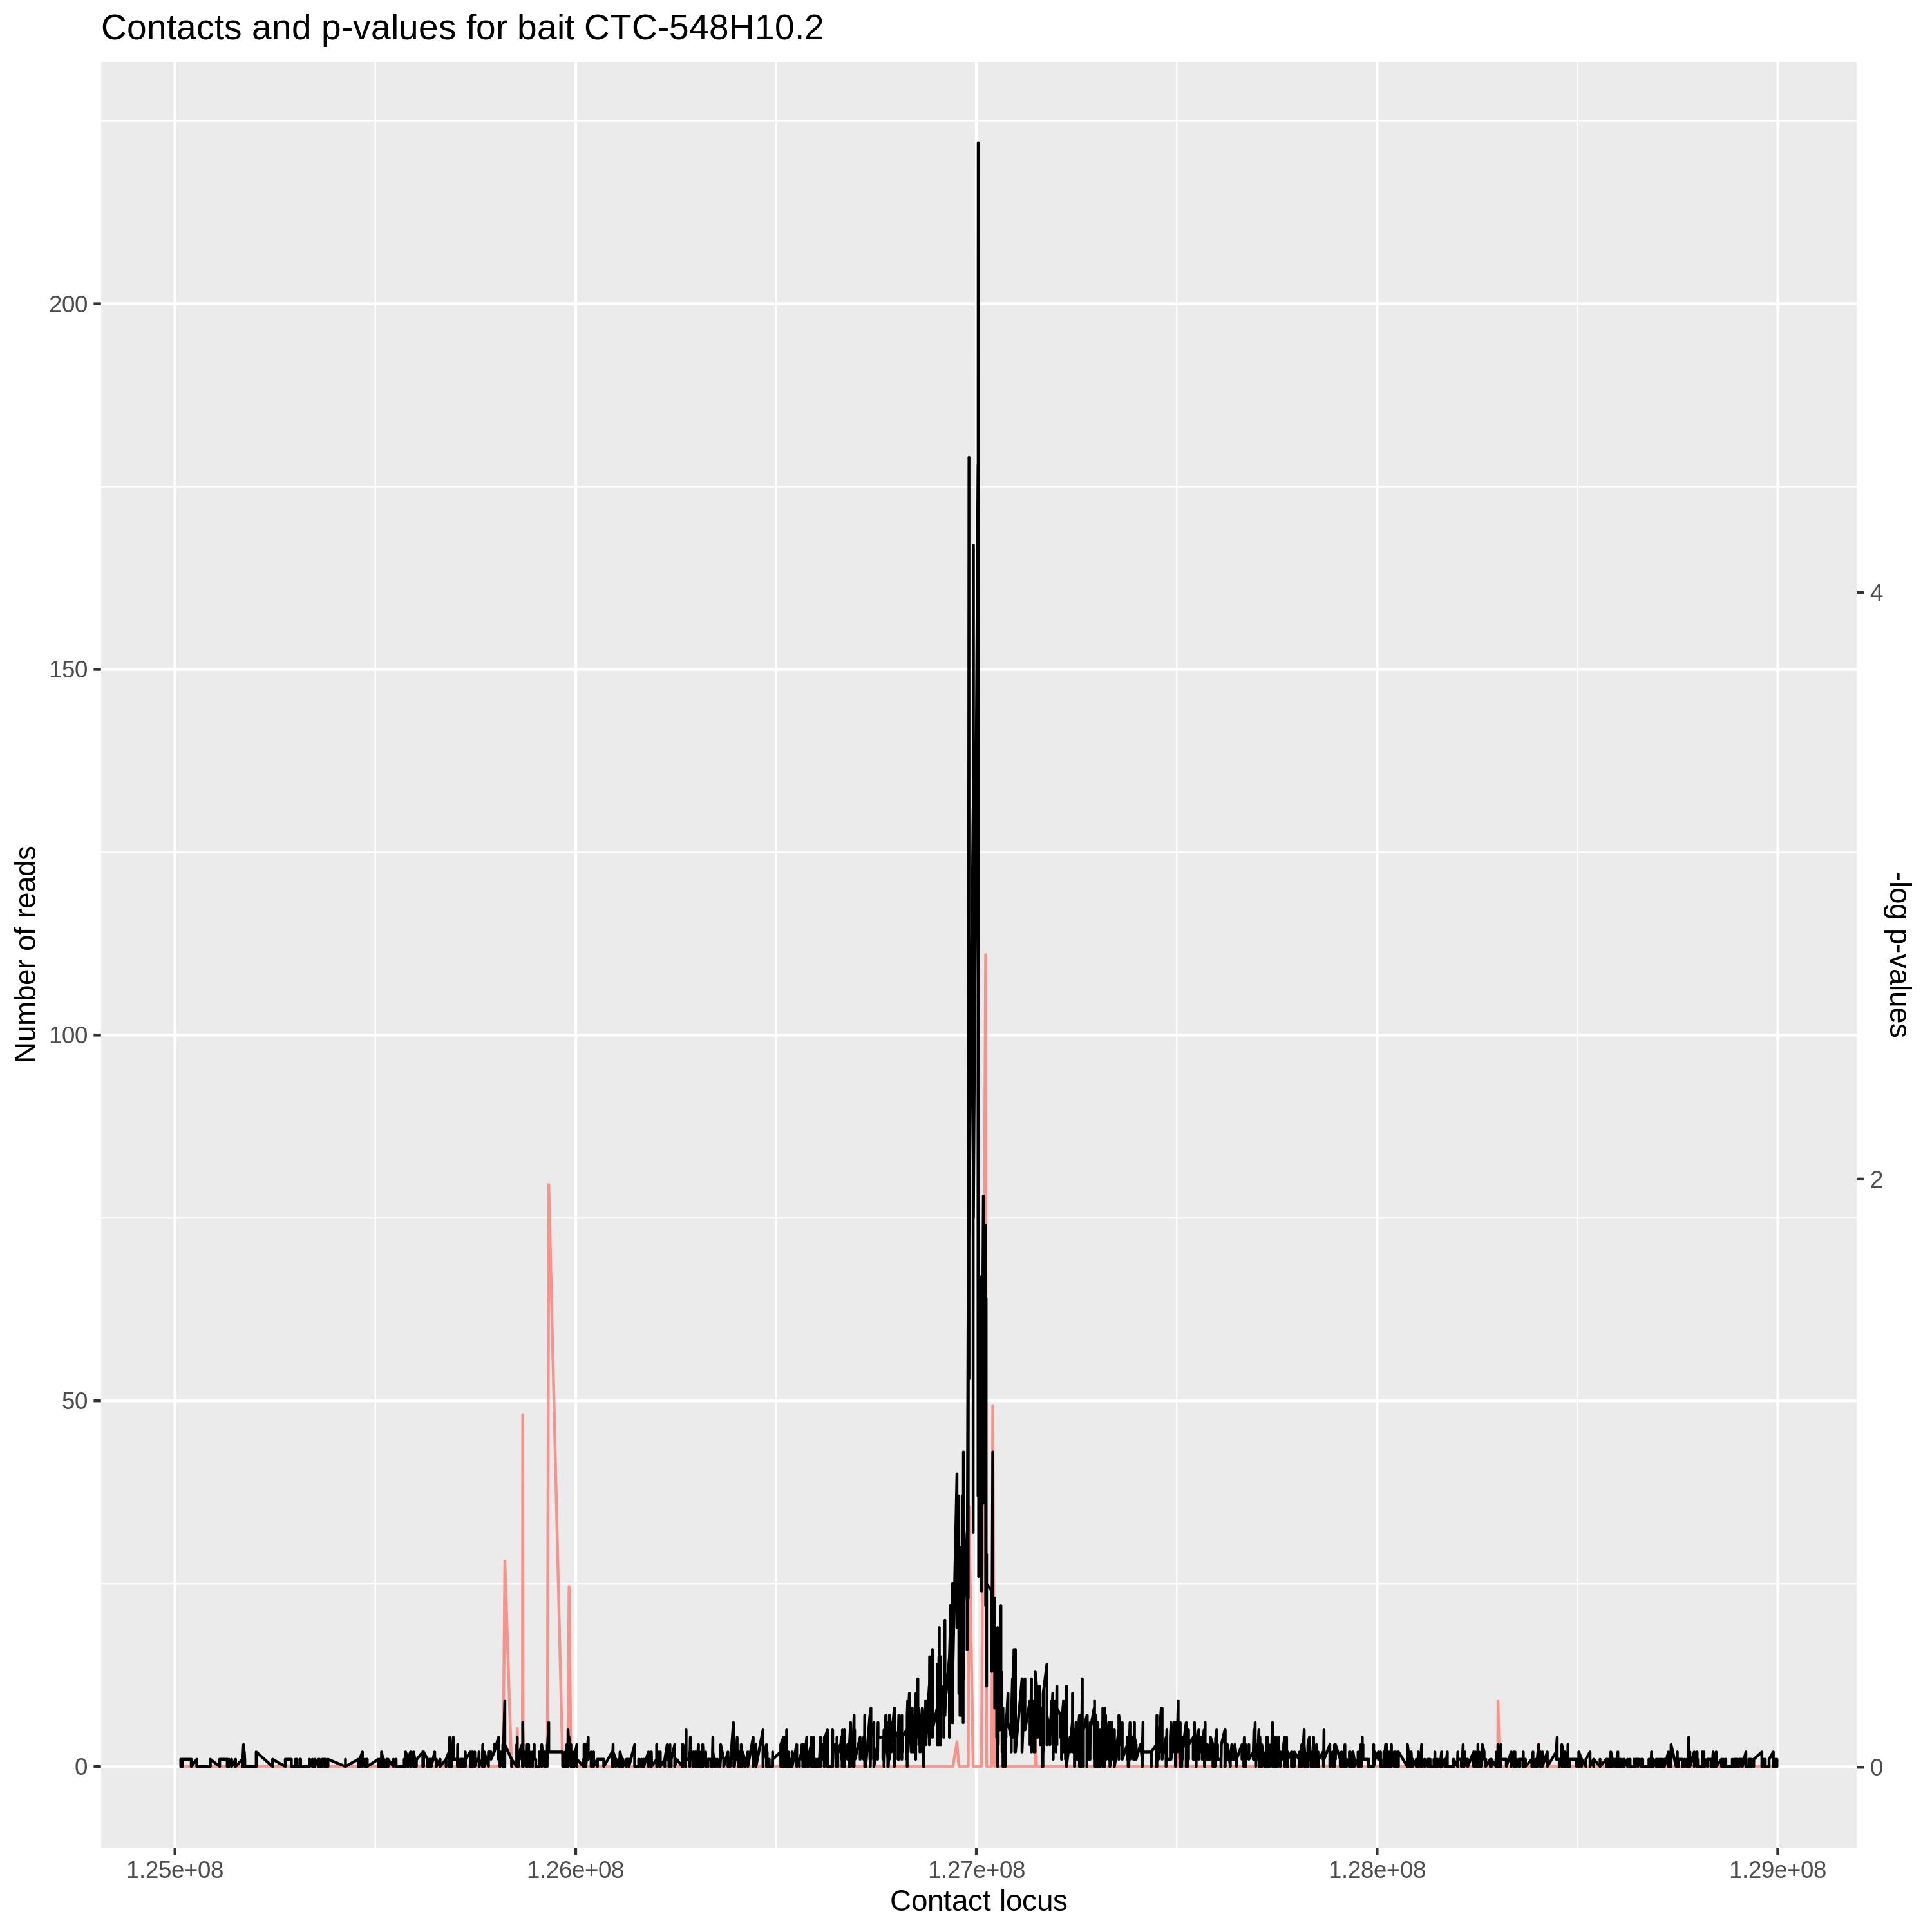 Contacts and p-values for bait CTC-548H10.2
200
150
100
50
0
Number of reads
4
2
0
-log p-values
1.25e+08
1.26e+08
1.27e+08
1.28e+08
1.29e+08
Contact locus